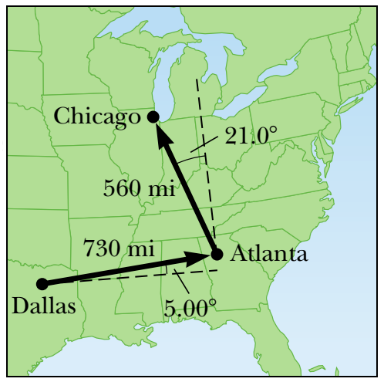 Chicago
21.0°
560 mi
730 mi
Atlanta
Dallas
5.00°